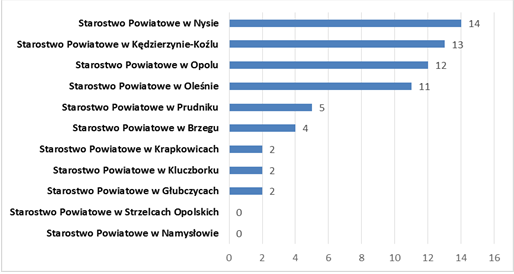 Starostwo Powiatowe w Nysie 14
Starostwo Powiatowe w Kędzierzynie-Koźlu 13
Starostwo Powiatowe w Opolu 12
Starostwo Powiatowe w Oleśnie 11
Starostwo Powiatowe w Prudniku 5
Starostwo Powiatowe w Brzegu 4
Starostwo Powiatowe w Krapkowicach 2
Starostwo Powiatowe w Kluczborku 2
Starostwo Powiatowe w Głubczycach 2
Starostwo Powiatowe w Strzelcach Opolskich 0
Starostwo Powiatowe w Namysłowie 0
0 2 4 6 8 10 12 14 16